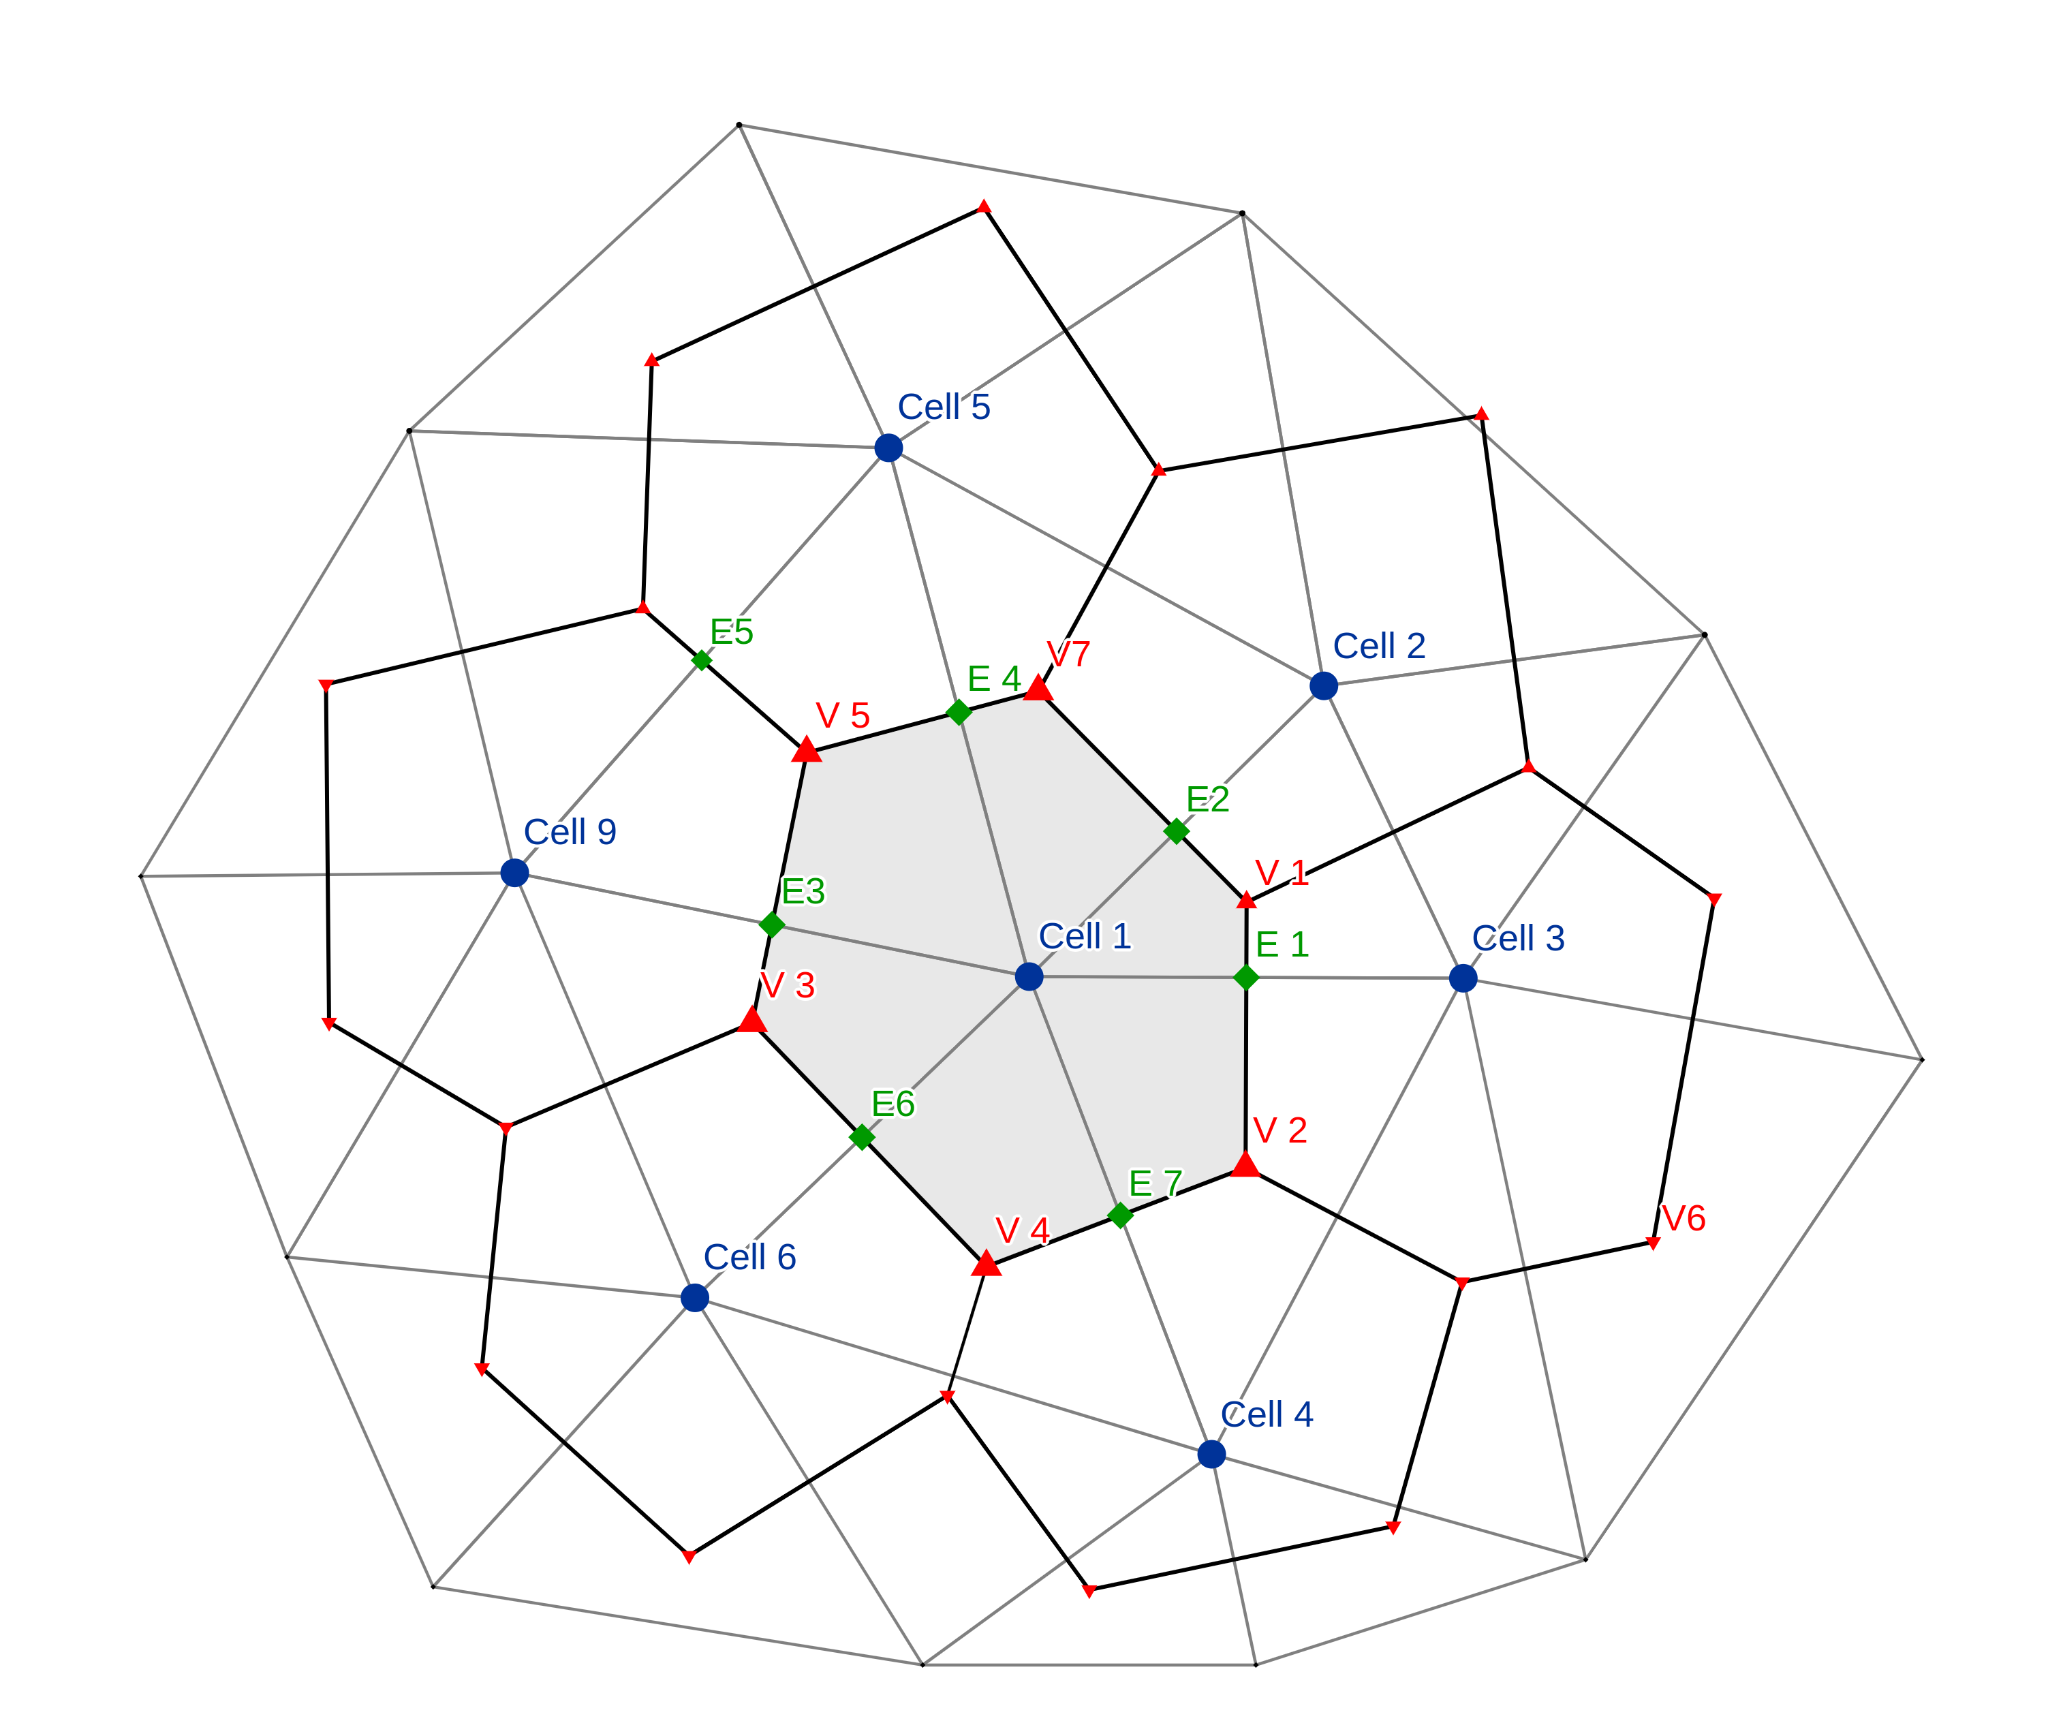 Cell 5
E5
Cell 2
V7
E 4
V 5
E2
Cell 9
V 1
E3
Cell 1
Cell 3
E 1
V 3
E6
V 2
E 7
V6
V 4
Cell 6
Cell 4